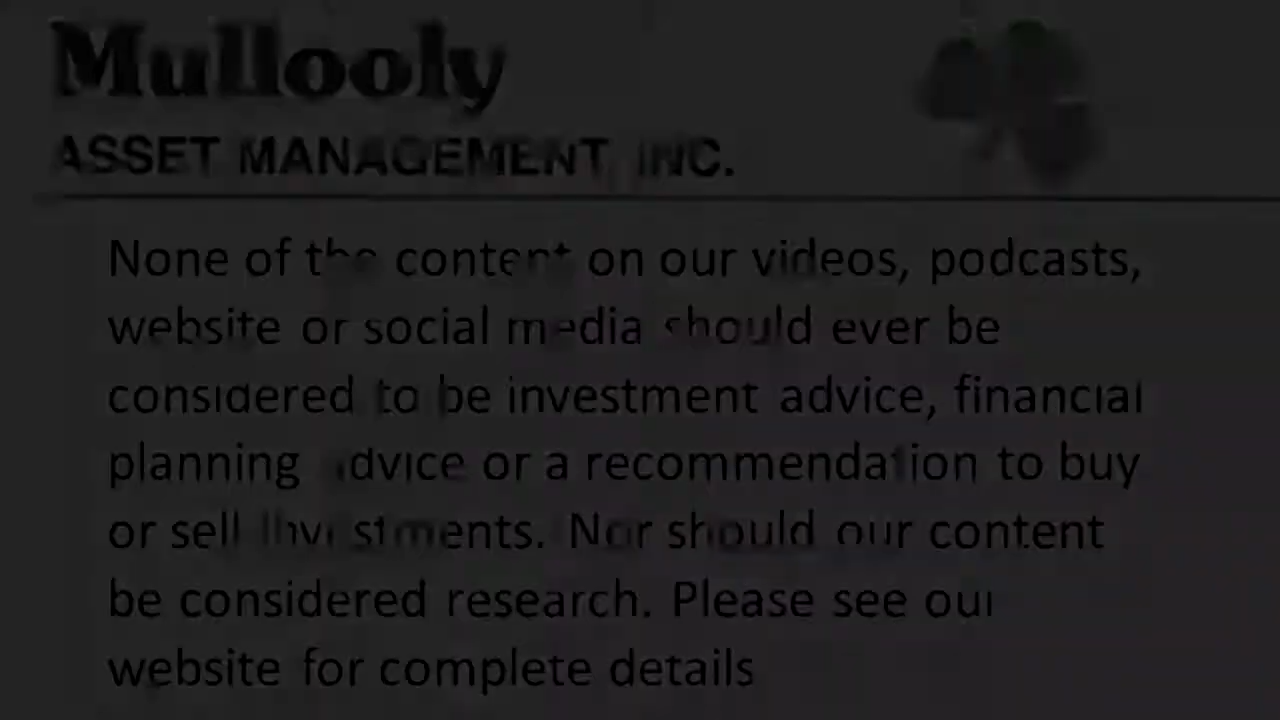 Mullooly
ASSET MANAGEMENT, INC.
None of the content on our videos, podcasts,
website or social media should ever be
considered to be investment advice, financial
planning advice or a recommendation to buy
or sell investments. Nor should our content
be considered research. Please see our
website for complete details